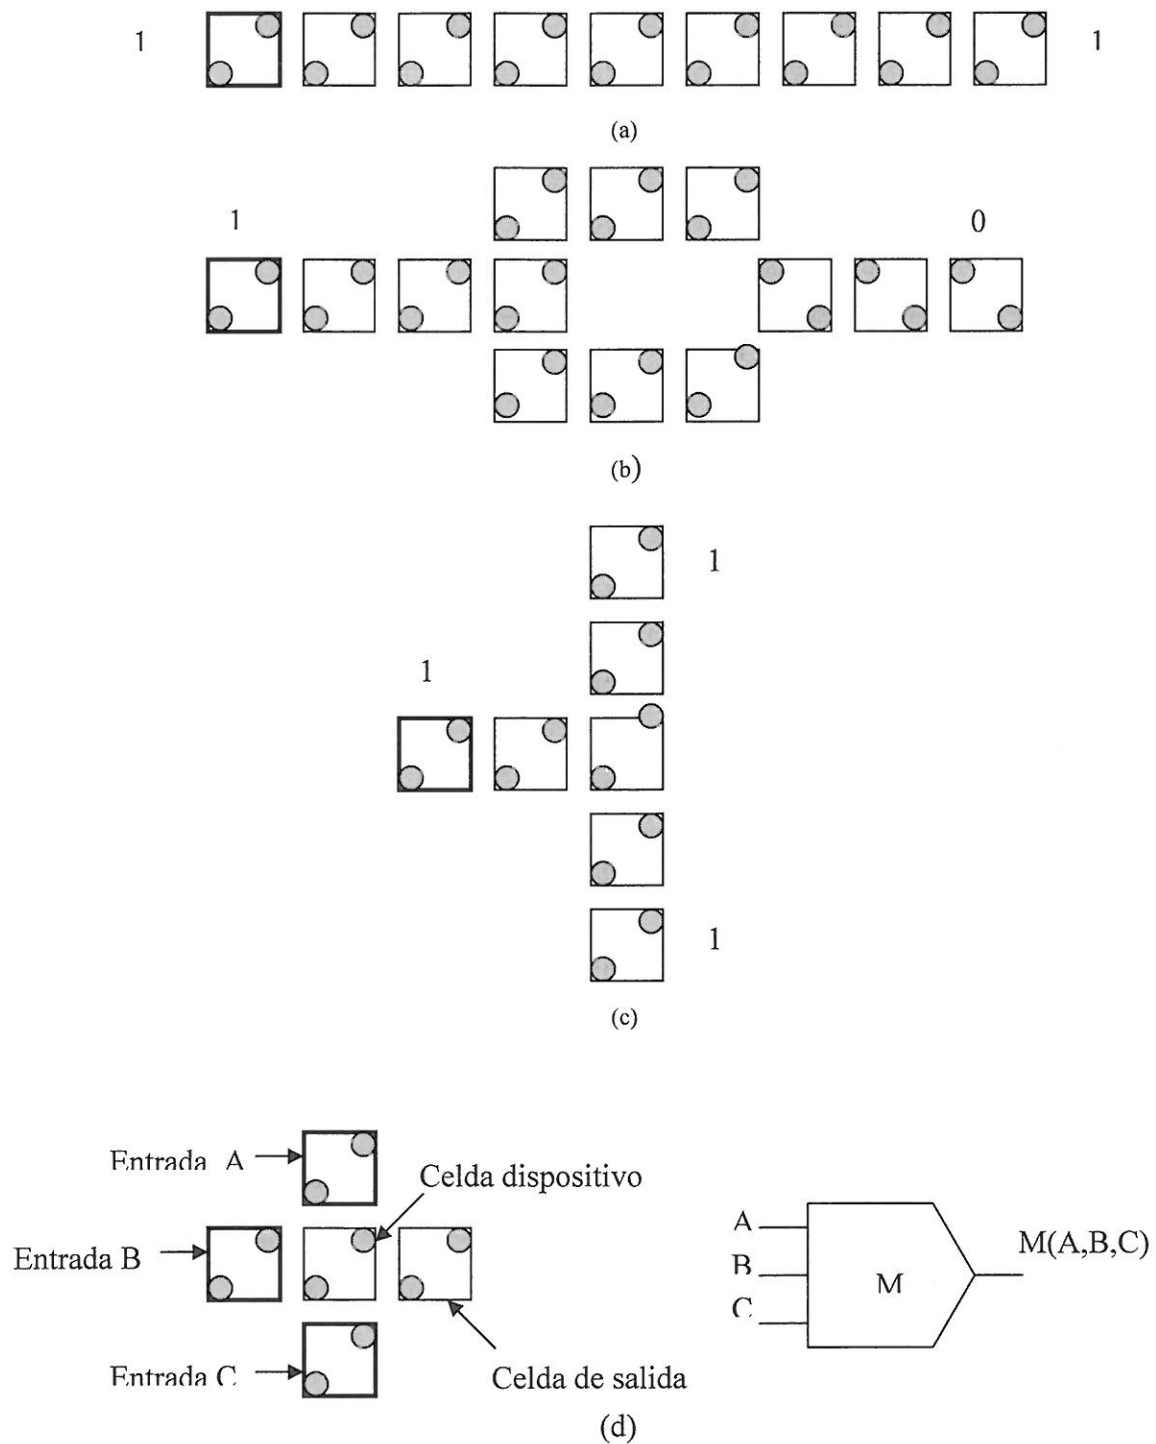 1 1
(a)
1 0
(b)
1
1
1
(c)
Entrada A
Celda dispositivo
Entrada B
A
B
C
M
M(A,B,C)
Entrada C
Celda de salida
(d)